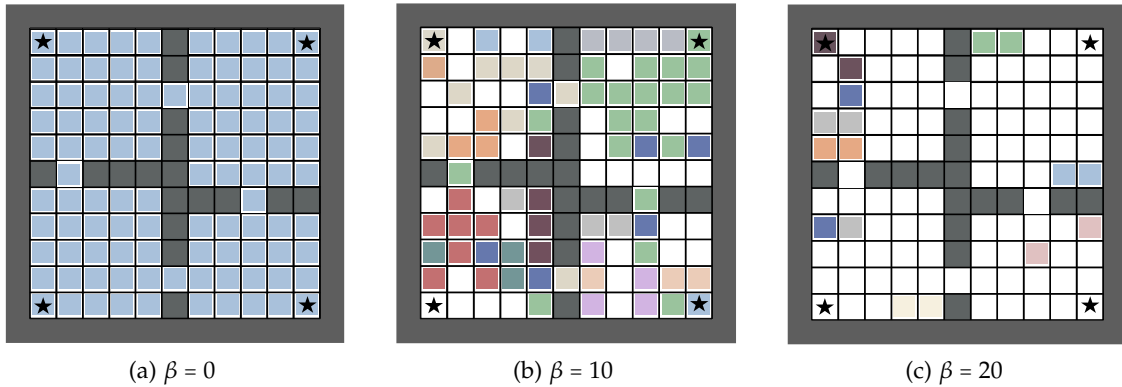 (a) β = 0
(b) β = 10
(c) β = 20